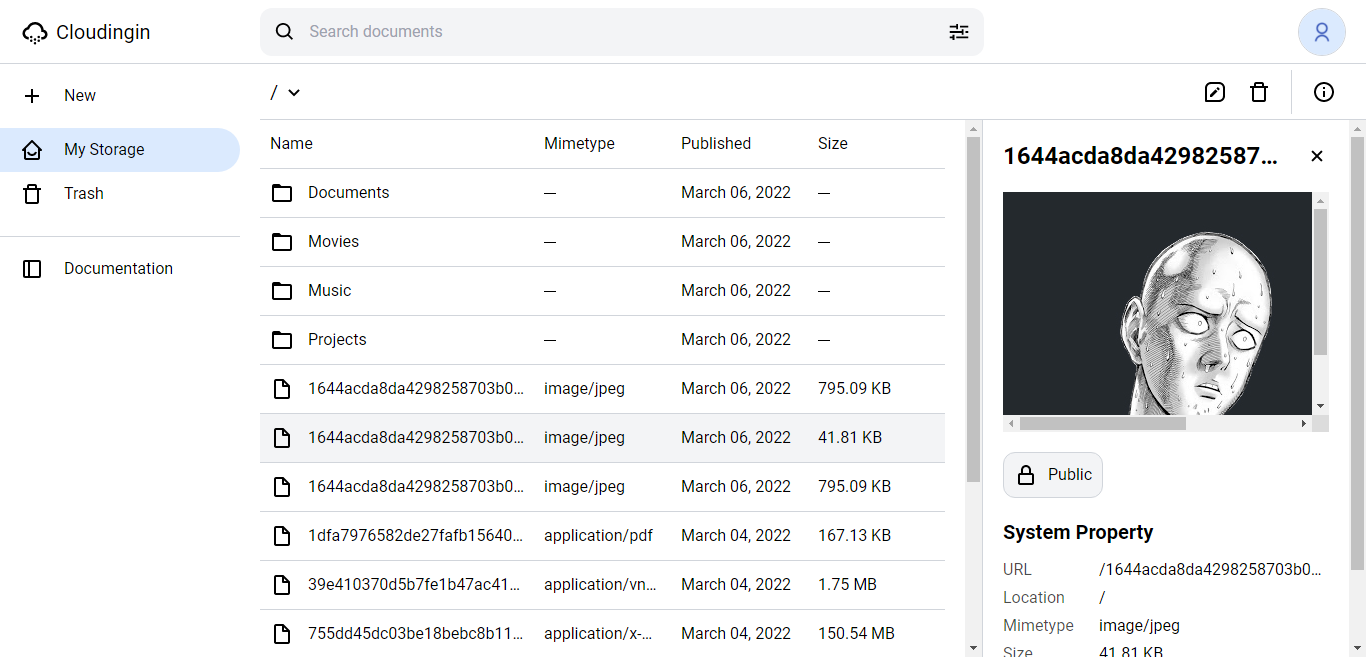 Cloudingin
Search documents
New
My Storage
Trash
Documentation
/
Name Mimetype Published Size
Documents — March 06, 2022 —
Movies — March 06, 2022 —
Music — March 06, 2022 —
Projects — March 06, 2022 —
1644acda8da4298258703b0... image/jpeg March 06, 2022 795.09 KB
1644acda8da4298258703b0... image/jpeg March 06, 2022 41.81 KB
1644acda8da4298258703b0... image/jpeg March 06, 2022 795.09 KB
1dfa7976582de27fafb15640... application/pdf March 04, 2022 167.13 KB
39e410370d5b7fe1b47ac41... application/vn... March 04, 2022 1.75 MB
755dd45dc03be18bebc8b11... application/x-... March 04, 2022 150.54 MB
1644acda8da42982587...
Public
System Property
URL /1644acda8da4298258703b0...
Location /
Mimetype image/jpeg
Size 41.81 KB